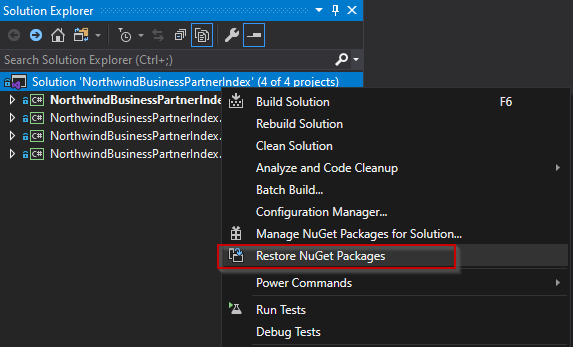 Solution Explorer
Search Solution Explorer (Ctrl+;)
Solution 'NorthwindBusinessPartnerIndex' (4 of 4 projects)
C# NorthwindBusinessPartnerInde
C# NorthwindBusinessPartnerIndex.
C# NorthwindBusinessPartnerIndex.
C# NorthwindBusinessPartnerIndex.
Build Solution F6
Rebuild Solution
Clean Solution
Analyze and Code Cleanup
Batch Build...
Configuration Manager...
Manage NuGet Packages for Solution...
Restore NuGet Packages
Power Commands
Run Tests
Debug Tests